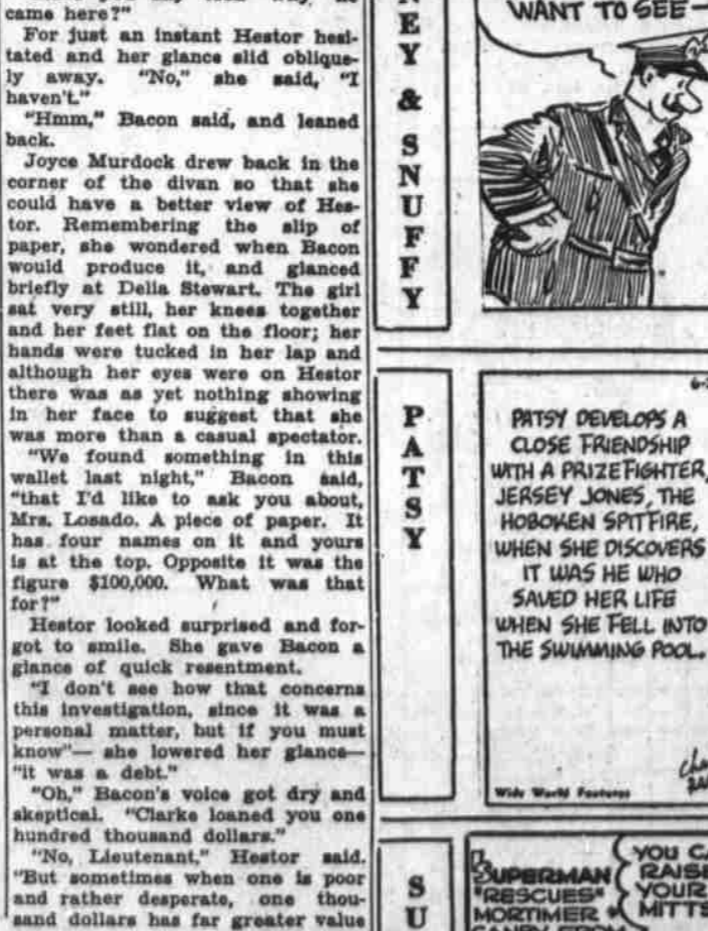 came here?"
For just an instant Hestor hesi-
tated and her glance slid oblique-
ly away. "No," she said, "I
haven't."
"Hmm," Bacon said, and leaned
back.
Joyce Murdock drew back in the
corner of the divan so that she
could have a better view of Hes-
tor. Remembering the slip of
paper, she wondered when Bacon
would produce it, and glanced
briefly at Delia Stewart. The girl
sat very still, her knees together
and her feet flat on the floor; her
hands were tucked in her lap and
although her eyes were on Hestor
there was as yet nothing showing
in her face to suggest that she
was more than a casual spectator.
"We found something in this
wallet last night," Bacon said,
"that I'd like to ask you about,
Mrs. Losado. A piece of paper. It
has four names on it and yours
is at the top. Opposite it was the
figure $100,000. What was that
for?"
Hestor looked surprised and for-
got to smile. She gave Bacon a
glance of quick resentment.
"I don't see how that concerns
this investigation, since it was a
personal matter, but if you must
know"— she lowered her glance—
"it was a debt."
"Oh," Bacon's voice got dry and
skeptical. "Clarke loaned you one
hundred thousand dollars."
"No, Lieutenant," Hestor said.
"But sometimes when one is poor
and rather desperate, one thou-
sand dollars has far greater value
EY & SNUFFY
WANT TO SEE—
PATSY
PATSY DEVELOPS A
CLOSE FRIENDSHIP
WITH A PRIZEFIGHTER,
JERSEY JONES, THE
HOBOKEN SPITFIRE,
WHEN SHE DISCOVERS
IT WAS HE WHO
SAVED HER LIFE
WHEN SHE FELL INTO
THE SWIMMING POOL.
Wide World Features
SU
SUPERMAN
"RESCUES"
MORTIMER
CANDY FROM
YOU CA
RAISE
YOUR
MITTS